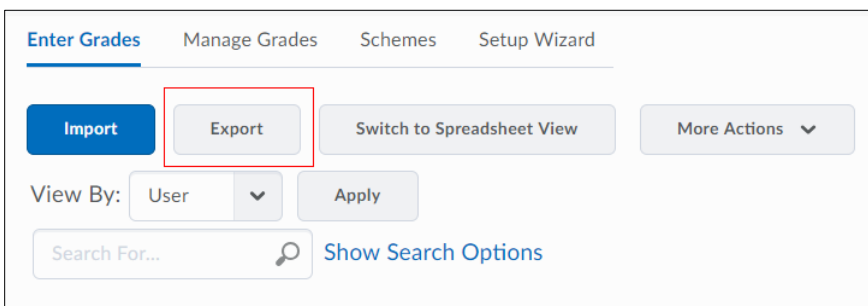 Enter Grades Manage Grades Schemes Setup Wizard
Import Export Switch to Spreadsheet View More Actions
View By: User Apply
Search For... Show Search Options